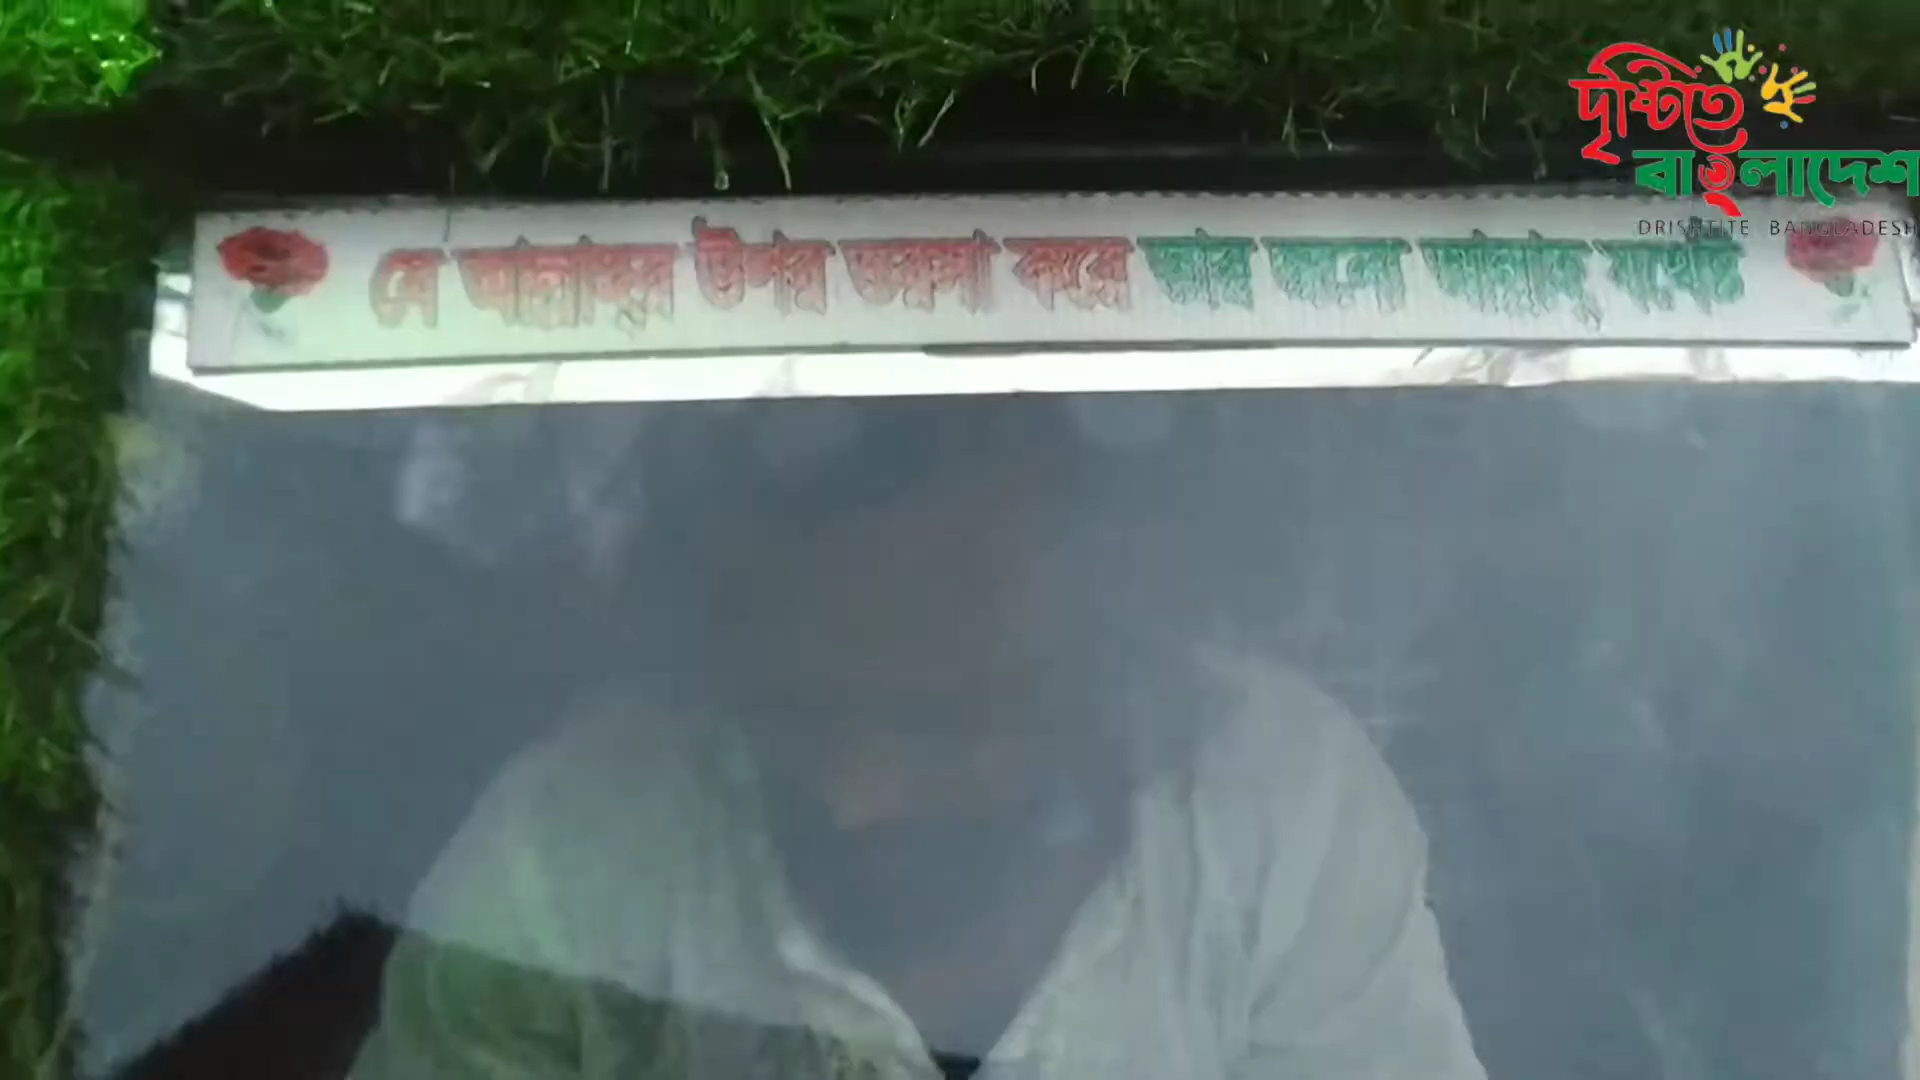 দৃষ্টিতে
বাংলাদেশ
DRISHTITE BANGLADESH
যে আল্লাহর উপর ভরসা করে তার জন্যে আল্লাহ যথেষ্ট